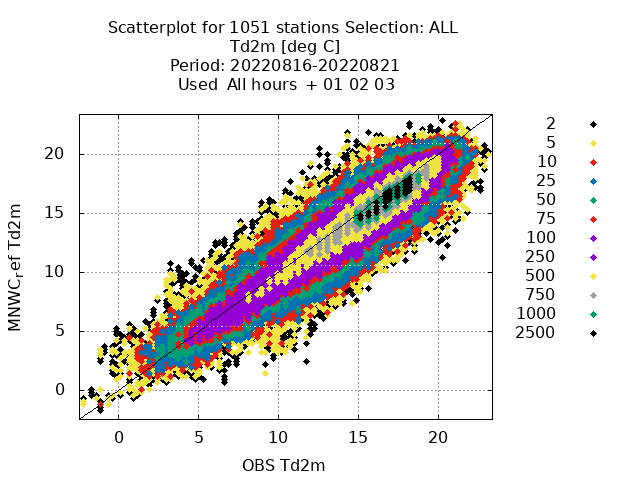 Scatterplot for 1051 stations Selection: ALL
Td2m [deg C]
Period: 20220816-20220821
Used  All hours  + 01 02 03
MNWC,ef Td2m
20
15
10
5
0
0 5 10 15 20
OBS Td2m
2
5
10
25
50
75
100
250
500
750
1000
2500